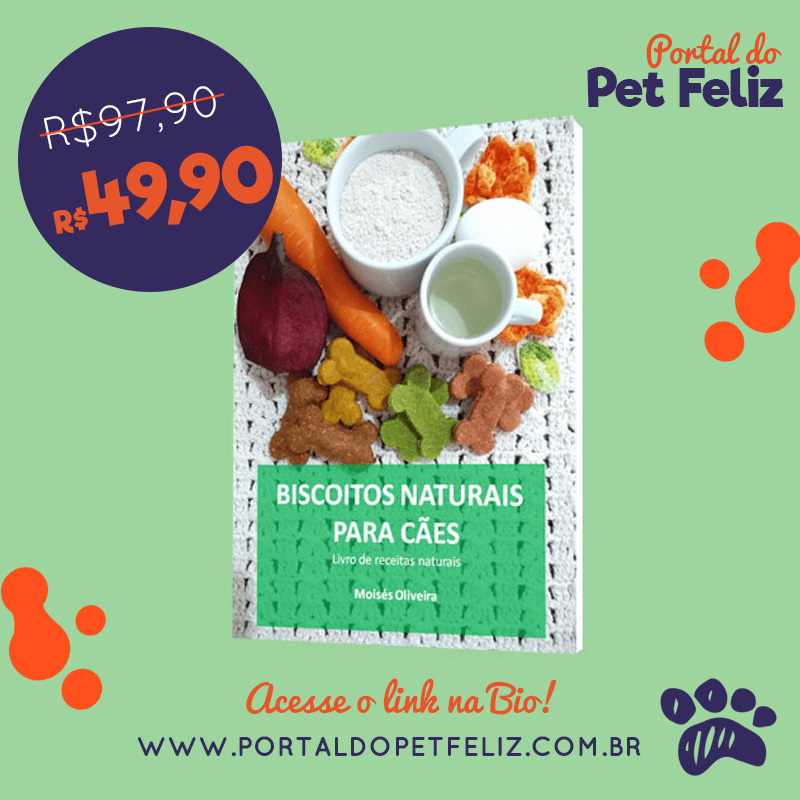 R$97,90
R$49,90
Portal do
Pet Feliz
BISCOITOS NATURAIS
PARA CÃES
Livro de receitas naturais
Moisés Oliveira
Acesse o link na Bio!
WWW.PORTALDOPETFELIZ.COM.BR